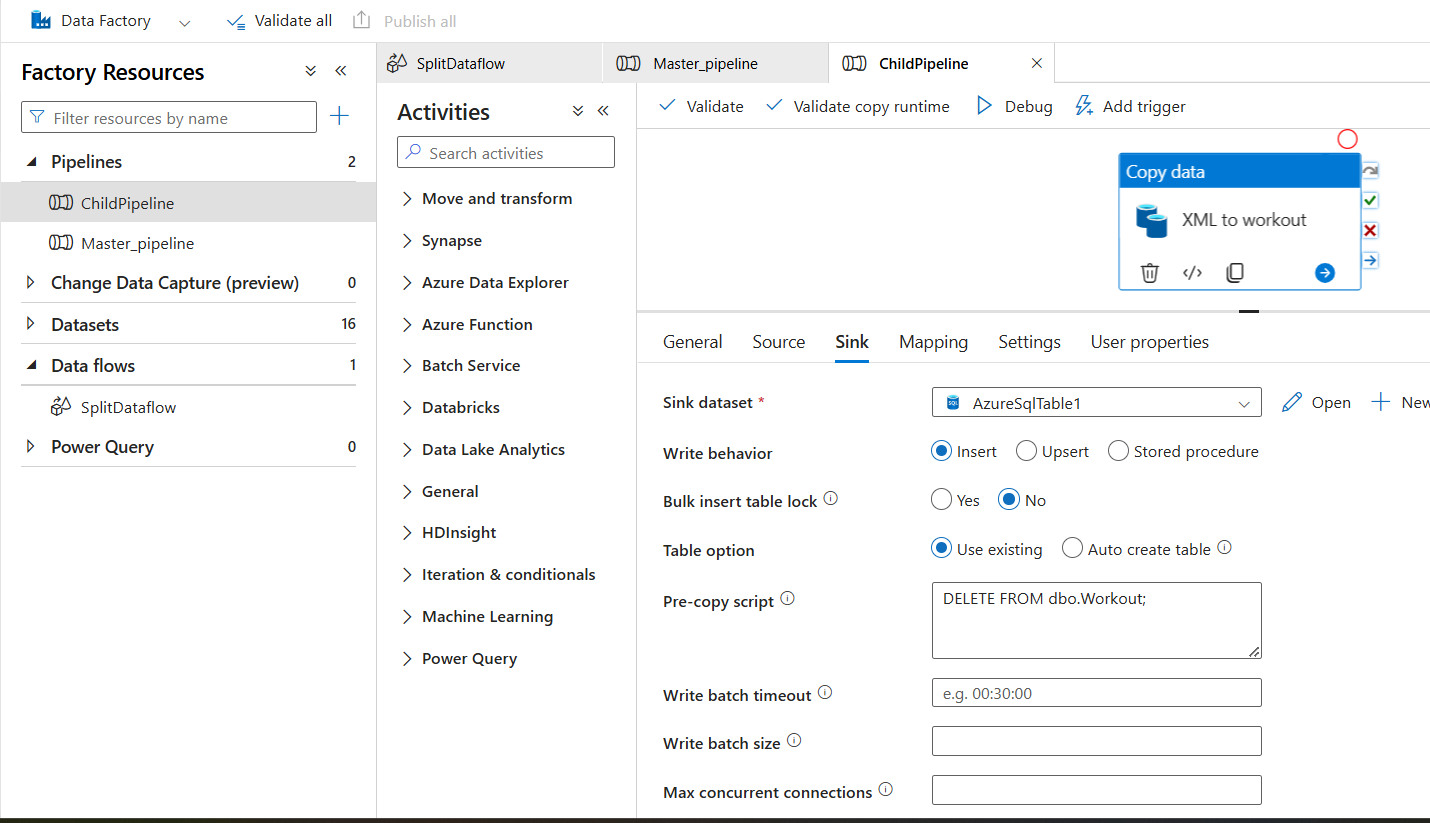 Data Factory
Validate all
Publish all
Factory Resources
Filter resources by name
Pipelines 2
ChildPipeline
Master_pipeline
Change Data Capture (preview) 0
Datasets 16
Data flows 1
SplitDataflow
Power Query 0
SplitDataflow
Master_pipeline
ChildPipeline
Activities
Search activities
Move and transform
Synapse
Azure Data Explorer
Azure Function
Batch Service
Databricks
Data Lake Analytics
General
HDInsight
Iteration & conditionals
Machine Learning
Power Query
Validate
Validate copy runtime
Debug
Add trigger
Copy data
XML to workout
General Source Sink Mapping Settings User properties
Sink dataset * AzureSqlTable1 Open New
Write behavior Insert Upsert Stored procedure
Bulk insert table lock Yes No
Table option Use existing Auto create table
Pre-copy script DELETE FROM dbo.Workout;
Write batch timeout e.g. 00:30:00
Write batch size
Max concurrent connections